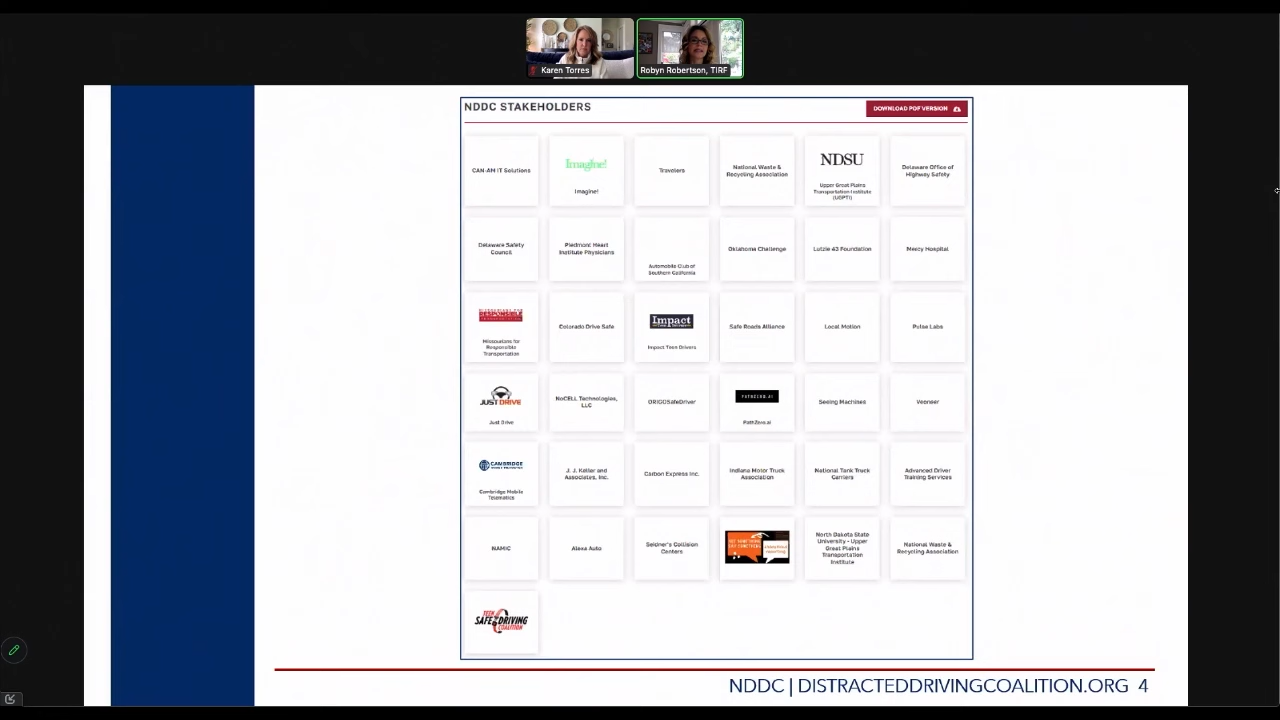 Karen Torres
Robyn Robertson, TIRF
NDDC STAKEHOLDERS
DOWNLOAD PDF VERSION
CAN-AM IT Solutions
Imagine!
Imagine!
Travelers
National Waste &
Recycling Association
NDSU
Upper Great Plains
Transportation Institute
(UGPTI)
Delaware Office of
Highway Safety
Delaware Safety
Council
Piedmont Heart
Institute Physicians
Automobile Club of
Southern California
Oklahoma Challenge
Lutzie 43 Foundation
Mercy Hospital
RESPONSIBLE
Missourians for
Responsible
Transportation
Colorado Drive Safe
Impact
Impact Teen Drivers
Safe Roads Alliance
Local Motion
Pulse Labs
JUST DRIVE
Just Drive
NoCELL Technologies,
LLC
ORIGOSafeDriver
PATHZERO.AI
PathZero.ai
Seeing Machines
Veoneer
CAMBRIDGE
Cambridge Mobile
Telematics
J. J. Keller and
Associates, Inc.
Carbon Express Inc.
Indiana Motor Truck
Association
National Tank Truck
Carriers
Advanced Driver
Training Services
NAMIC
Alexa Auto
Seidner's Collision
Centers
North Dakota State
University - Upper
Great Plains
Transportation
Institute
National Waste &
Recycling Association
TEEN
SAFE DRIVING
COALITION
NDDC | DISTRACTEDDRIVINGCOALITION.ORG 4